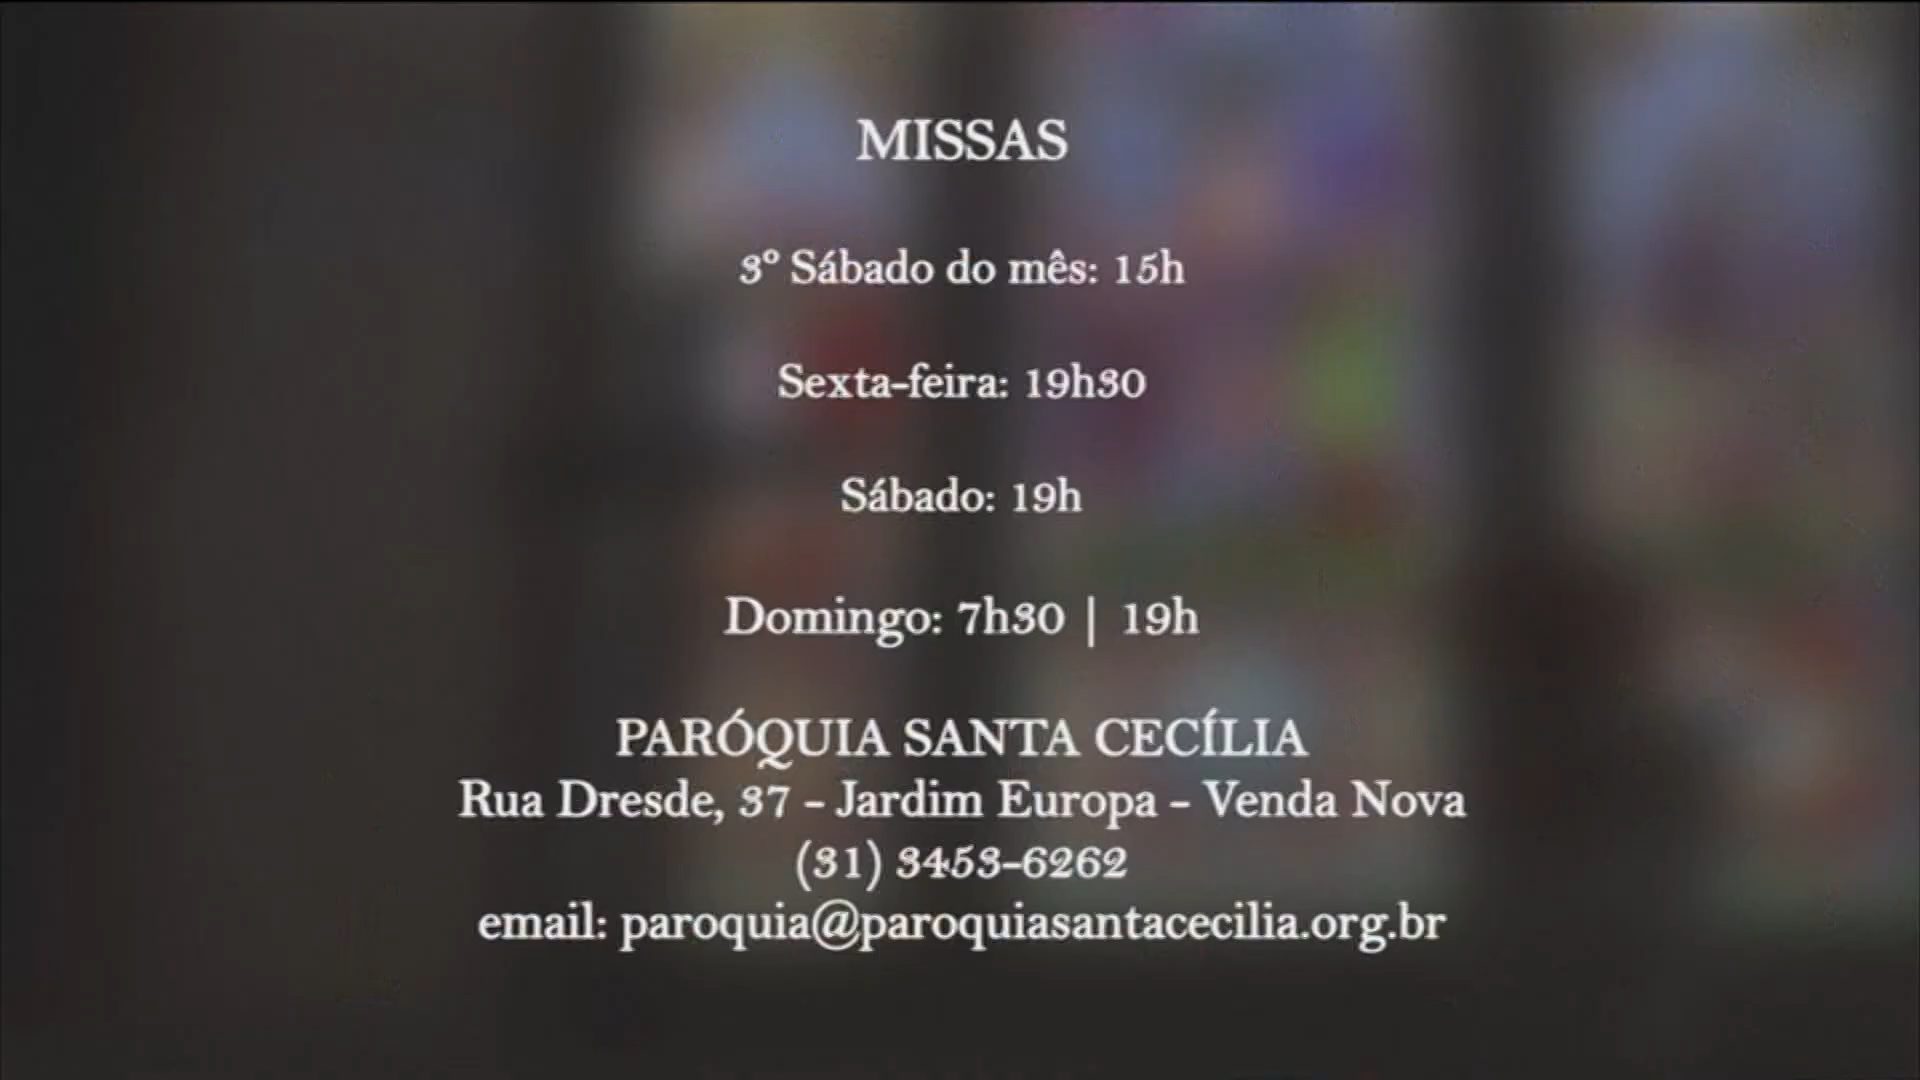 MISSAS
3º Sábado do mês: 15h
Sexta-feira: 19h30
Sábado: 19h
Domingo: 7h30 | 19h
PARÓQUIA SANTA CECÍLIA
Rua Dresde, 37 - Jardim Europa - Venda Nova
(31) 3453-6262
email: paroquia@paroquiasantacecilia.org.br